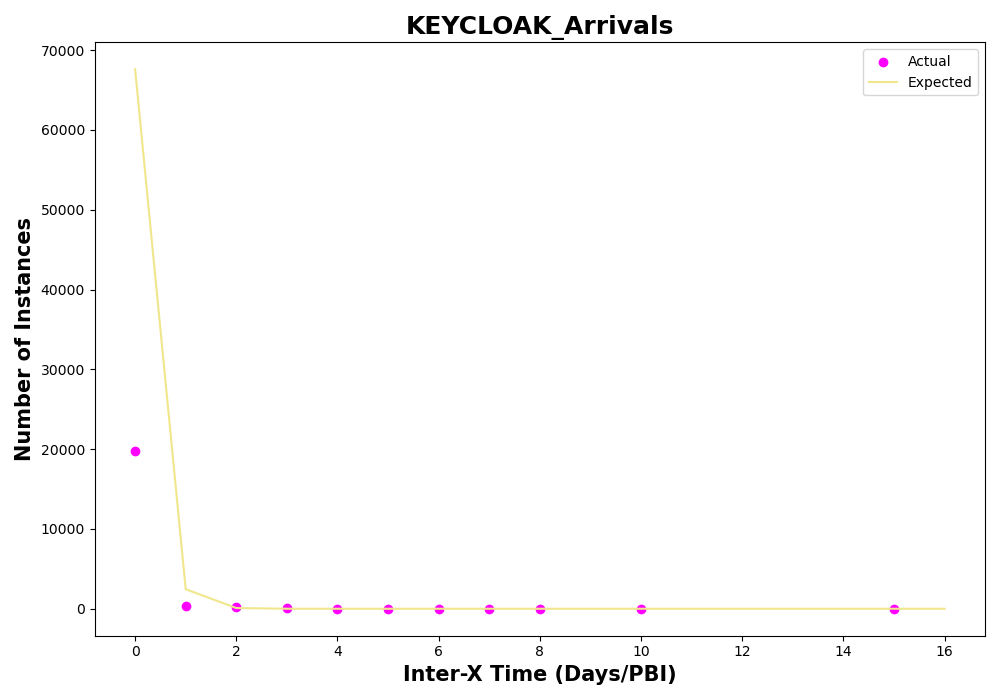 KEYCLOAK_Arrivals
Number of Instances
70000
60000
50000
40000
30000
20000
10000
0
Actual
Expected
0 2 4 6 8 10 12 14 16
Inter-X Time (Days/PBI)